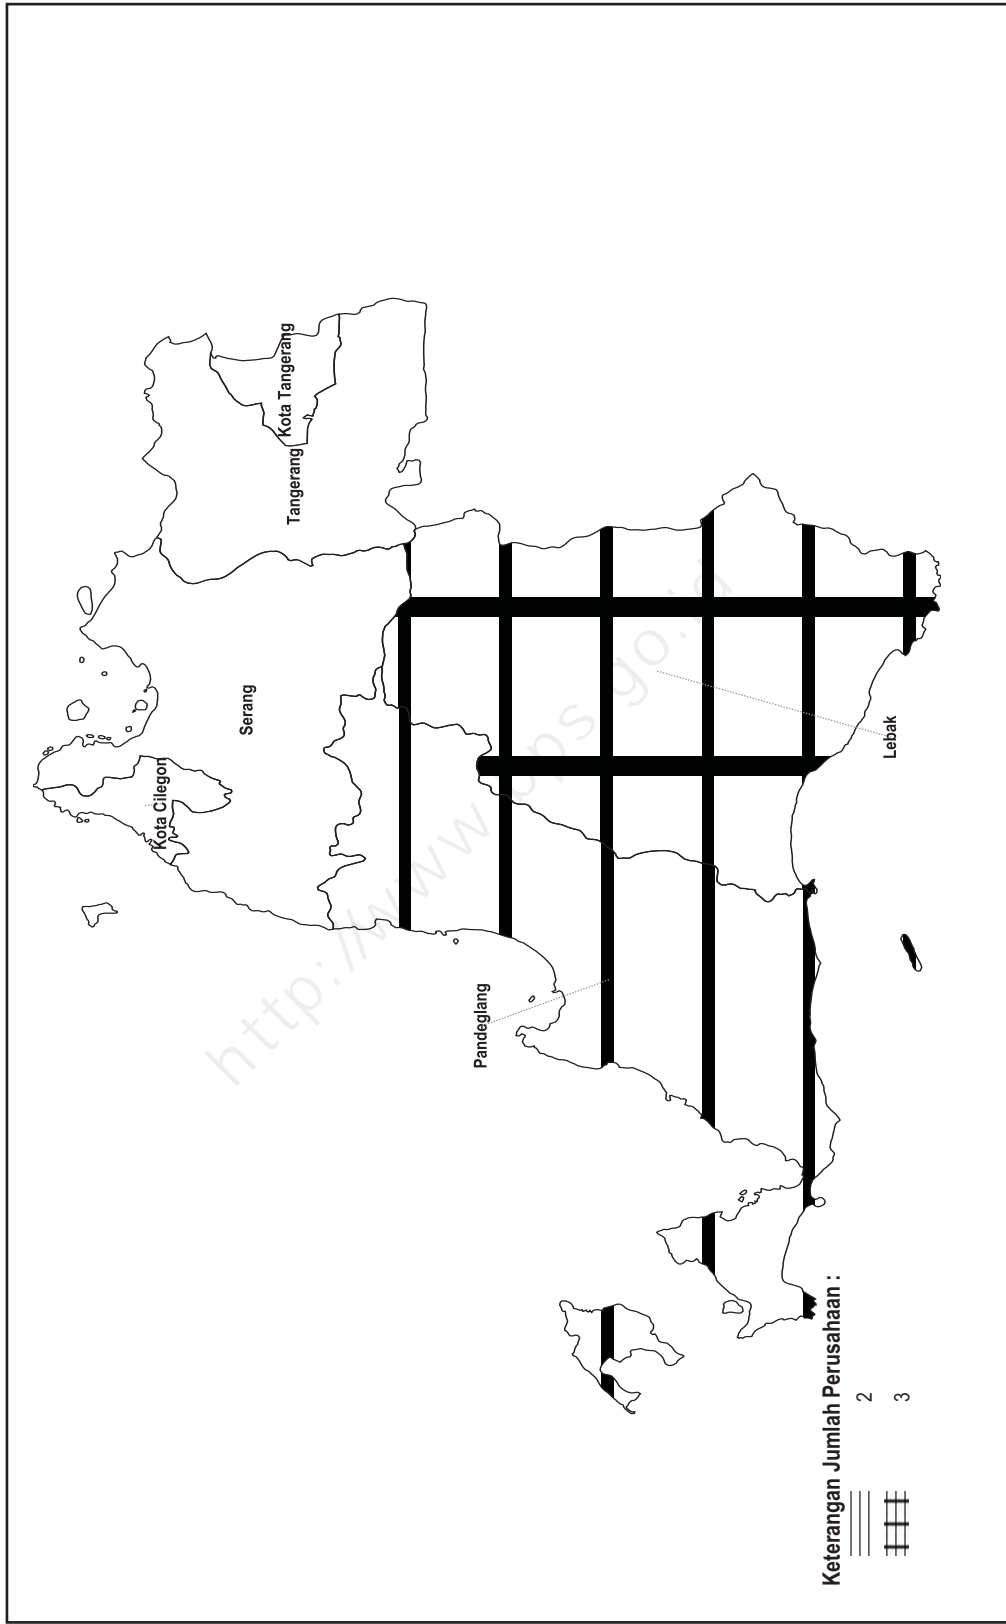 Kota Tangerang
Tangerang
Serang
Kota Cilegon
Lebak
Pandeglang
http://www.bps.go.id
Keterangan Jumlah Perusahaan :
2
3